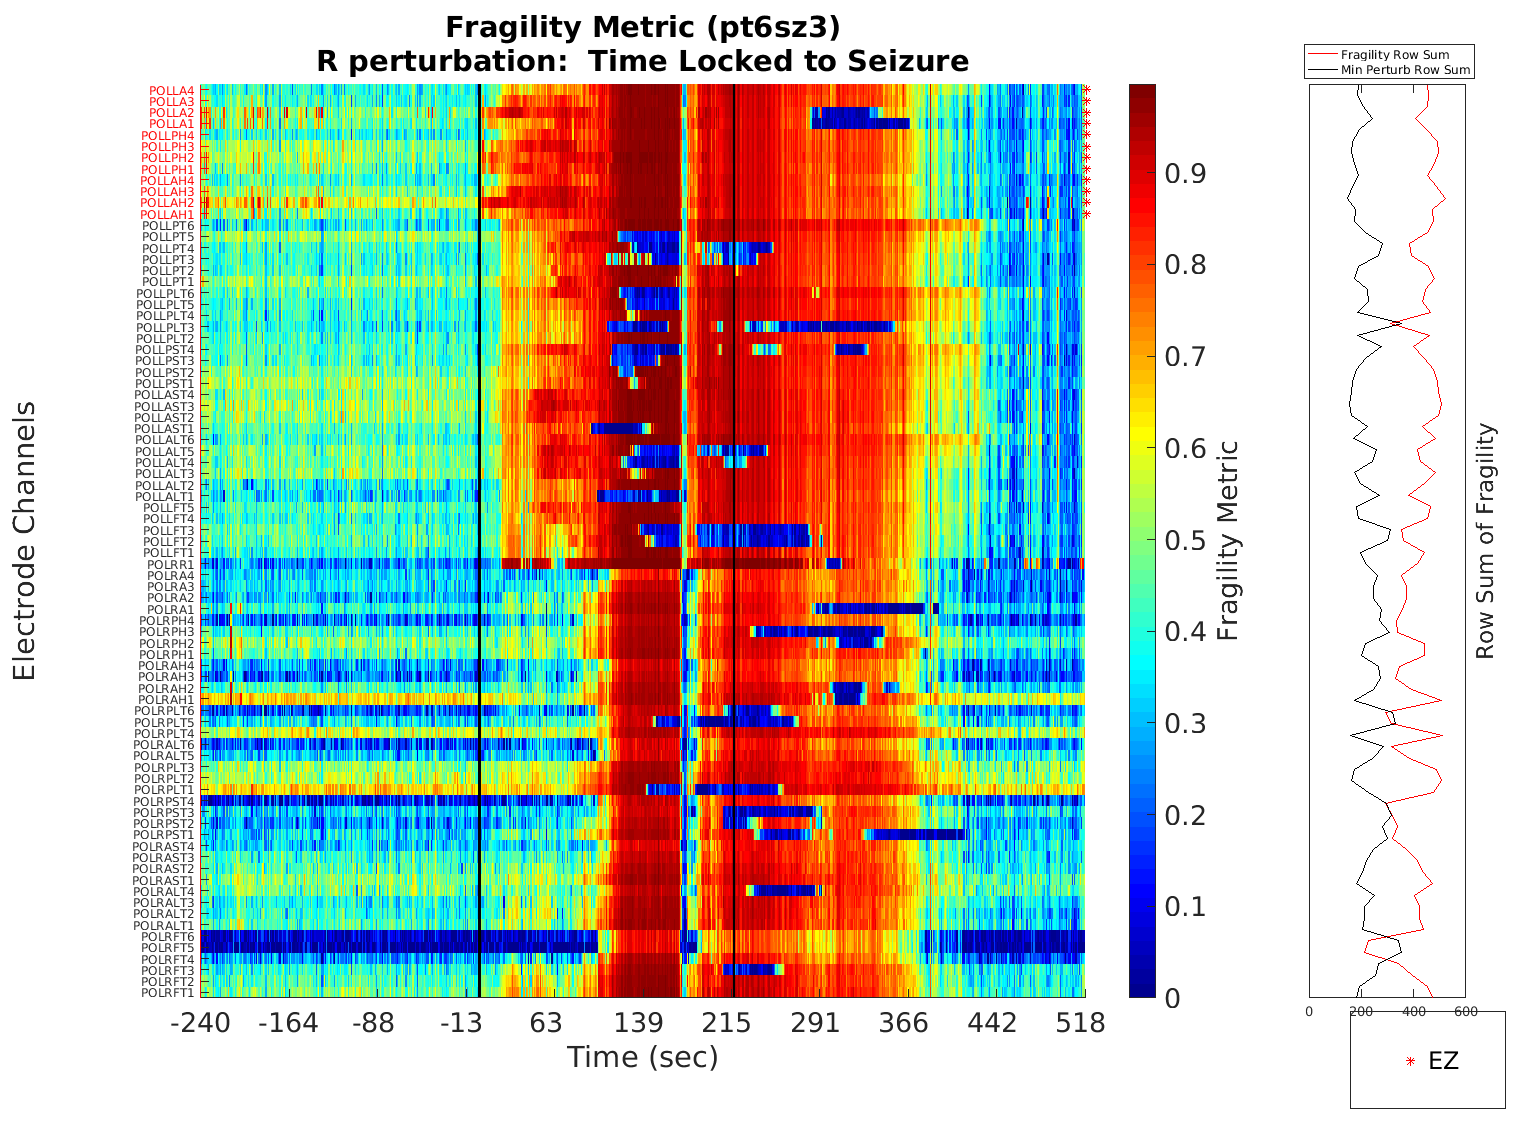 Fragility Metric (pt6sz3)
R perturbation:  Time Locked to Seizure
Electrode Channels
POLLA4
POLLA3
POLLA2
POLLA1
POLLPH4
POLLPH3
POLLPH2
POLLPH1
POLLAH4
POLLAH3
POLLAH2
POLLAH1
POLLPT6
POLLPT5
POLLPT4
POLLPT3
POLLPT2
POLLPT1
POLLPLT6
POLLPLT5
POLLPLT4
POLLPLT3
POLLPLT2
POLLPST4
POLLPST3
POLLPST2
POLLPST1
POLLAST4
POLLAST3
POLLAST2
POLLAST1
POLLALT6
POLLALT5
POLLALT4
POLLALT3
POLLALT2
POLLALT1
POLLFT5
POLLFT4
POLLFT3
POLLFT2
POLLFT1
POLRR1
POLRA4
POLRA3
POLRA2
POLRA1
POLRPH4
POLRPH3
POLRPH2
POLRPH1
POLRAH4
POLRAH3
POLRAH2
POLRAH1
POLRPLT6
POLRPLT5
POLRPLT4
POLRALT6
POLRALT5
POLRPLT3
POLRPLT2
POLRPLT1
POLRPST4
POLRPST3
POLRPST2
POLRPST1
POLRAST4
POLRAST3
POLRAST2
POLRAST1
POLRALT4
POLRALT3
POLRALT2
POLRALT1
POLRFT6
POLRFT5
POLRFT4
POLRFT3
POLRFT2
POLRFT1
-240 -164 -88 -13 63 139 215 291 366 442 518
Time (sec)
0.9
0.8
0.7
0.6
0.5
0.4
0.3
0.2
0.1
0
Fragility Metric
Fragility Row Sum
Min Perturb Row Sum
0 200 400 600
Row Sum of Fragility
EZ